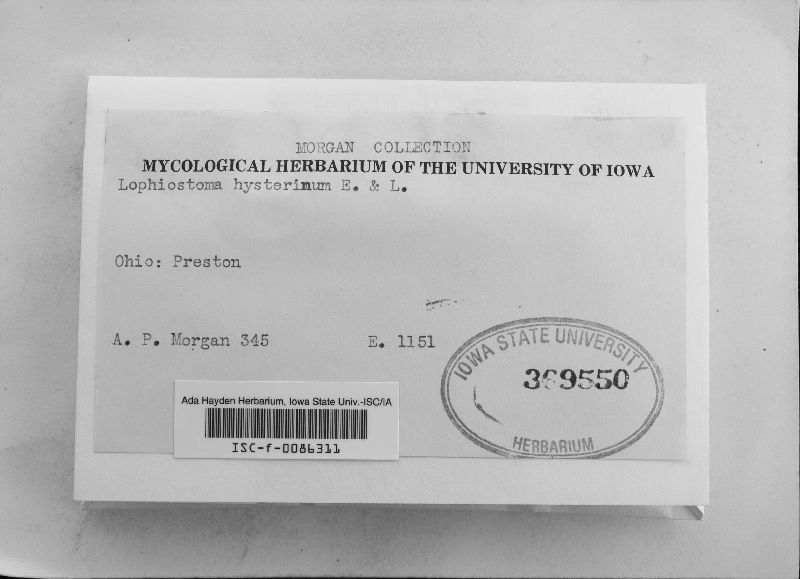 MORGAN COLLECTION
MYCOLOGICAL HERBARIUM OF THE UNIVERSITY OF IOWA
Lophiostoma hysterinum E. & L.
Ohio: Preston
A. P. Morgan 345 E. 1151
IOWA STATE UNIVERSITY
369550
HERBARIUM
Ada Hayden Herbarium, Iowa State Univ.-ISC/IA
ISC-f-0086311